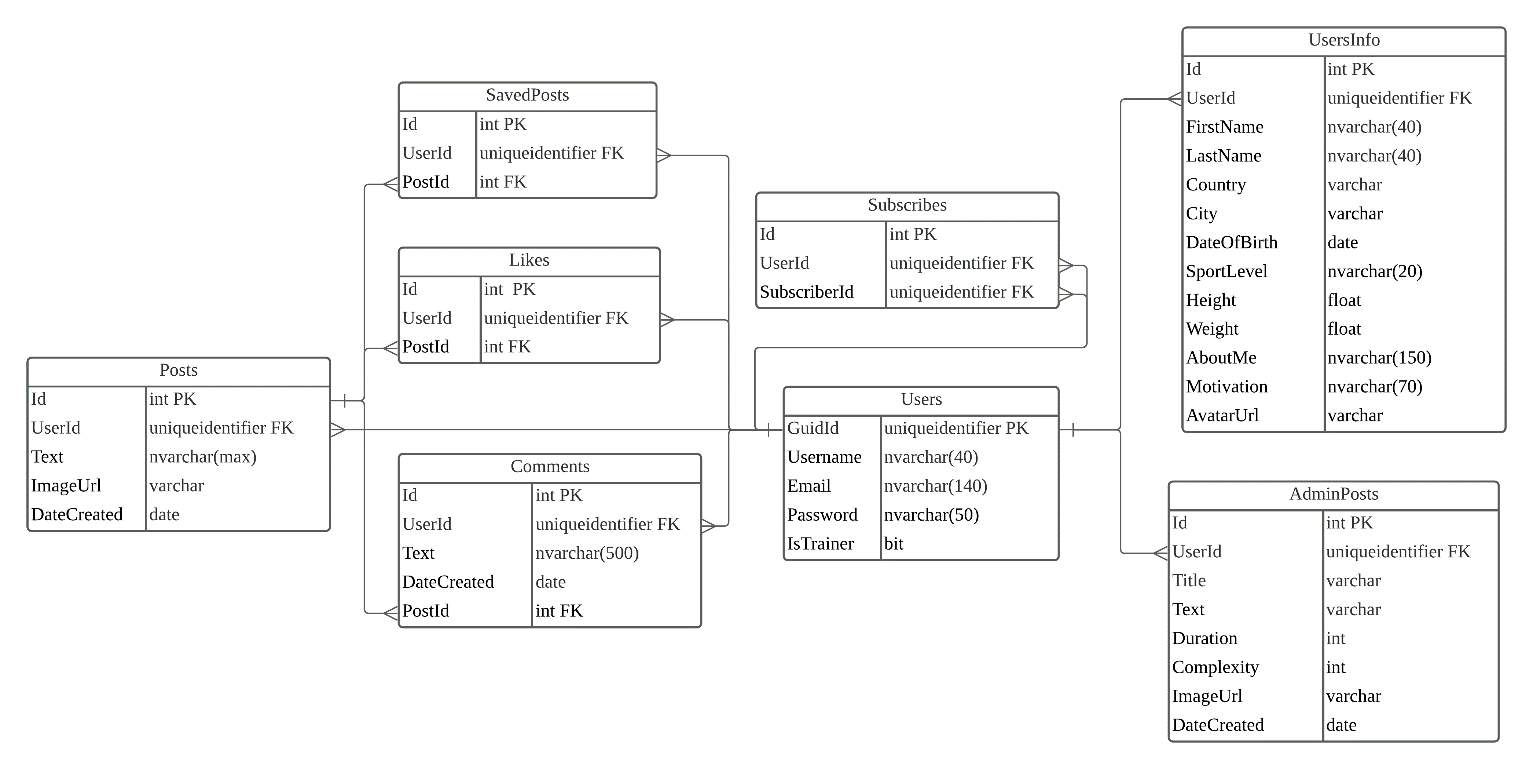 UsersInfo
Id int PK
UserId uniqueidentifier FK
FirstName nvarchar(40)
LastName nvarchar(40)
Country varchar
City varchar
DateOfBirth date
SportLevel nvarchar(20)
Height float
Weight float
AboutMe nvarchar(150)
Motivation nvarchar(70)
AvatarUrl varchar
SavedPosts
Id int PK
UserId uniqueidentifier FK
PostId int FK
Subscribes
Id int PK
UserId uniqueidentifier FK
SubscriberId uniqueidentifier FK
Likes
Id int PK
UserId uniqueidentifier FK
PostId int FK
Posts
Id int PK
UserId uniqueidentifier FK
Text nvarchar(max)
ImageUrl varchar
DateCreated date
Users
GuidId uniqueidentifier PK
Username nvarchar(40)
Email nvarchar(140)
Password nvarchar(50)
IsTrainer bit
Comments
Id int PK
UserId uniqueidentifier FK
Text nvarchar(500)
DateCreated date
PostId int FK
AdminPosts
Id int PK
UserId uniqueidentifier FK
Title varchar
Text varchar
Duration int
Complexity int
ImageUrl varchar
DateCreated date